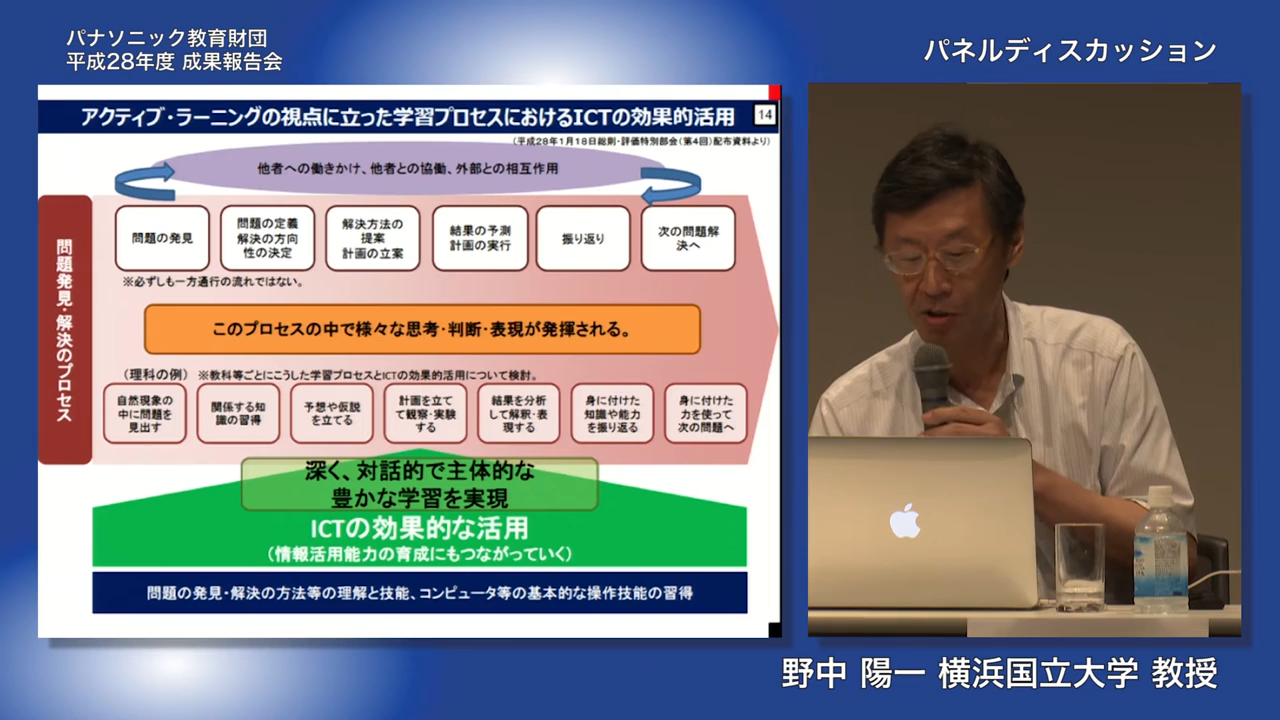 パナソニック教育財団
平成28年度 成果報告会
パネルディスカッション
アクティブ・ラーニングの視点に立った学習プロセスにおけるICTの効果的活用
14
（平成28年1月18日総則・評価特別部会（第4回）配布資料より）
他者への働きかけ、他者との協働、外部との相互作用
問題発見・解決のプロセス
問題の発見
問題の定義
解決の方向
性の決定
解決方法の
提案
計画の立案
結果の予測
計画の実行
振り返り
次の問題解
決へ
※必ずしも一方通行の流れではない。
このプロセスの中で様々な思考・判断・表現が発揮される。
（理科の例） ※教科等ごとにこうした学習プロセスとICTの効果的活用について検討。
自然現象の
中に問題を
見出す
関係する知
識の習得
予想や仮説
を立てる
計画を立て
て観察・実験
する
結果を分析
して解釈・表
現する
身に付けた
知識や能力
を振り返る
身に付けた
力を使って
次の問題へ
深く、対話的で主体的な
豊かな学習を実現
ICTの効果的な活用
（情報活用能力の育成にもつながっていく）
問題の発見・解決の方法等の理解と技能、コンピュータ等の基本的な操作技能の習得
野中 陽一 横浜国立大学 教授